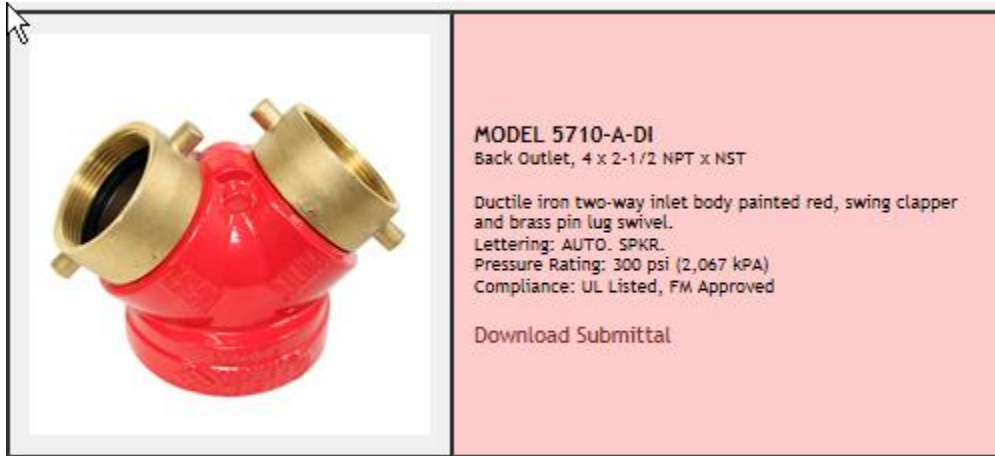 MODEL 5710-A-DI
Back Outlet, 4 x 2-1/2 NPT x NST
Ductile iron two-way inlet body painted red, swing clapper
and brass pin lug swivel.
Lettering: AUTO. SPKR.
Pressure Rating: 300 psi (2,067 kPA)
Compliance: UL Listed, FM Approved
Download Submittal